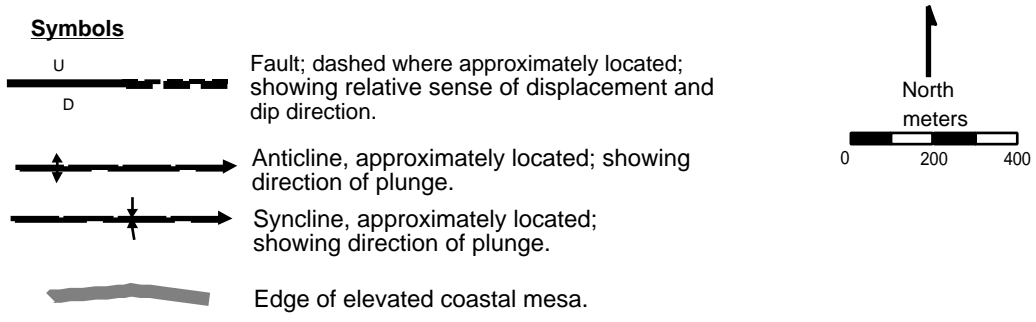 Symbols
U
D
Fault; dashed where approximately located;
showing relative sense of displacement and
dip direction.
Anticline, approximately located; showing
direction of plunge.
Syncline, approximately located;
showing direction of plunge.
Edge of elevated coastal mesa.
North
meters
0 200 400